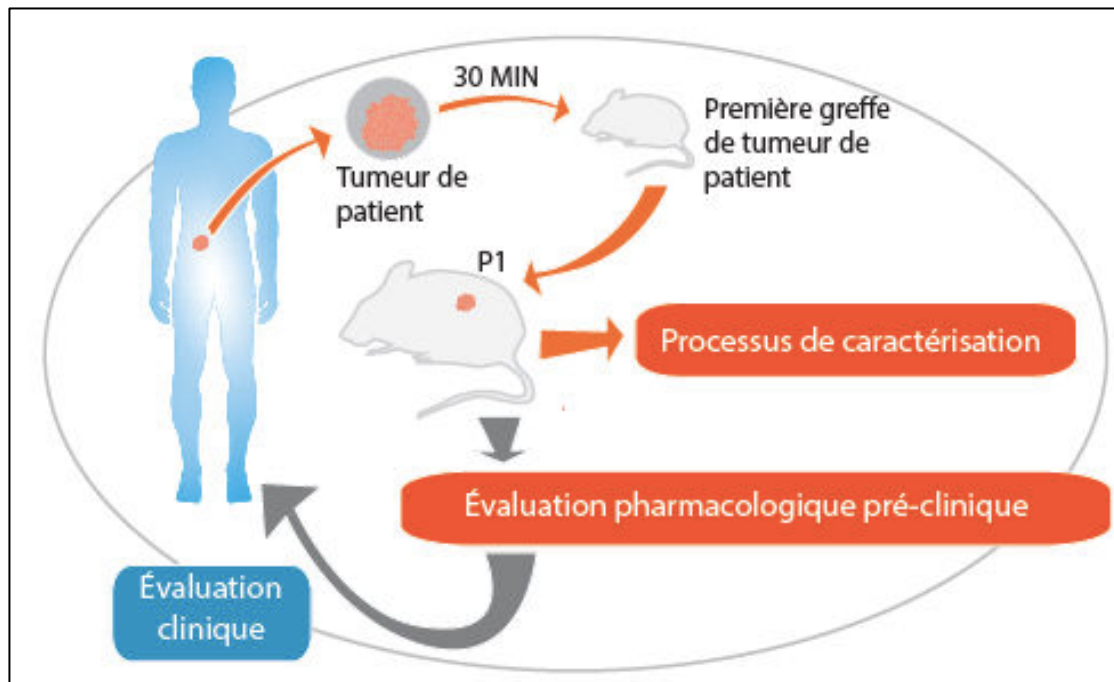 30 MIN
Tumeur de
patient
Première greffe
de tumeur de
patient
P1
Processus de caractérisation
Évaluation pharmacologique pré-clinique
Évaluation
clinique